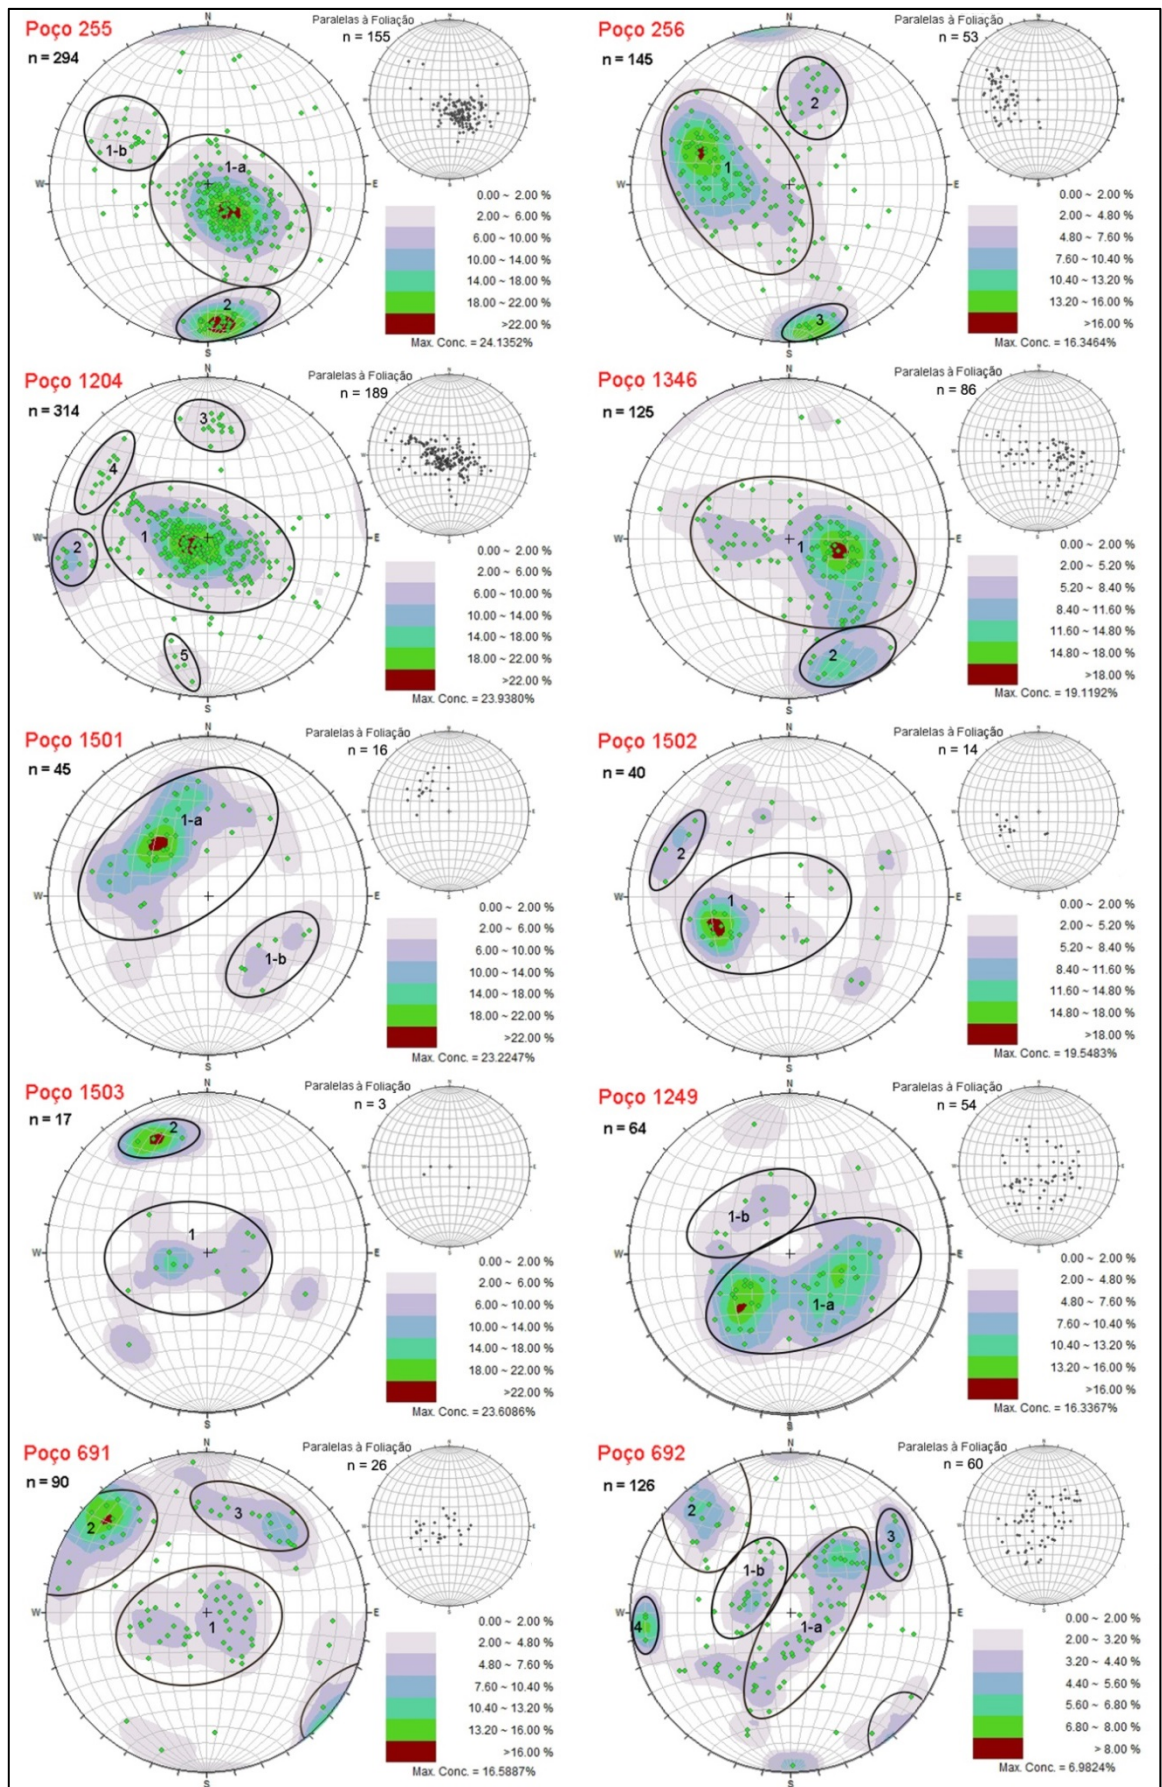 Poço 255
n = 294
Paralelas à Foliação
n = 155
N
W
E
S
1-b
1-a
2
0.00 ~ 2.00 %
2.00 ~ 6.00 %
6.00 ~ 10.00 %
10.00 ~ 14.00 %
14.00 ~ 18.00 %
18.00 ~ 22.00 %
>22.00 %
Max. Conc. = 24.1352%
Poço 256
n = 145
Paralelas à Foliação
n = 53
N
W
E
S
2
1
3
0.00 ~ 2.00 %
2.00 ~ 4.80 %
4.80 ~ 7.60 %
7.60 ~ 10.40 %
10.40 ~ 13.20 %
13.20 ~ 16.00 %
>16.00 %
Max. Conc. = 16.3464%
Poço 1204
n = 314
Paralelas à Foliação
n = 189
N
W
E
S
3
4
1
2
5
0.00 ~ 2.00 %
2.00 ~ 6.00 %
6.00 ~ 10.00 %
10.00 ~ 14.00 %
14.00 ~ 18.00 %
18.00 ~ 22.00 %
>22.00 %
Max. Conc. = 23.9380%
Poço 1346
n = 125
Paralelas à Foliação
n = 86
N
W
E
S
1
2
0.00 ~ 2.00 %
2.00 ~ 5.20 %
5.20 ~ 8.40 %
8.40 ~ 11.60 %
11.60 ~ 14.80 %
14.80 ~ 18.00 %
>18.00 %
Max. Conc. = 19.1192%
Poço 1501
n = 45
Paralelas à Foliação
n = 16
N
W
E
S
1-a
1-b
0.00 ~ 2.00 %
2.00 ~ 6.00 %
6.00 ~ 10.00 %
10.00 ~ 14.00 %
14.00 ~ 18.00 %
18.00 ~ 22.00 %
>22.00 %
Max. Conc. = 23.2247%
Poço 1502
n = 40
Paralelas à Foliação
n = 14
N
W
E
S
2
1
0.00 ~ 2.00 %
2.00 ~ 5.20 %
5.20 ~ 8.40 %
8.40 ~ 11.60 %
11.60 ~ 14.80 %
14.80 ~ 18.00 %
>18.00 %
Max. Conc. = 19.5483%
Poço 1503
n = 17
Paralelas à Foliação
n = 3
N
W
E
S
2
1
0.00 ~ 2.00 %
2.00 ~ 6.00 %
6.00 ~ 10.00 %
10.00 ~ 14.00 %
14.00 ~ 18.00 %
18.00 ~ 22.00 %
>22.00 %
Max. Conc. = 23.6086%
Poço 1249
n = 64
Paralelas à Foliação
n = 54
N
W
E
1-b
1-a
0.00 ~ 2.00 %
2.00 ~ 4.80 %
4.80 ~ 7.60 %
7.60 ~ 10.40 %
10.40 ~ 13.20 %
13.20 ~ 16.00 %
>16.00 %
Max. Conc. = 16.3367%
Poço 691
n = 90
Paralelas à Foliação
n = 26
N
W
E
S
2
3
1
0.00 ~ 2.00 %
2.00 ~ 4.80 %
4.80 ~ 7.60 %
7.60 ~ 10.40 %
10.40 ~ 13.20 %
13.20 ~ 16.00 %
>16.00 %
Max. Conc. = 16.5887%
Poço 692
n = 126
Paralelas à Foliação
n = 60
N
W
E
S
2
3
1-b
1-a
4
0.00 ~ 2.00 %
2.00 ~ 3.20 %
3.20 ~ 4.40 %
4.40 ~ 5.60 %
5.60 ~ 6.80 %
6.80 ~ 8.00 %
> 8.00 %
Max. Conc. = 6.9824%